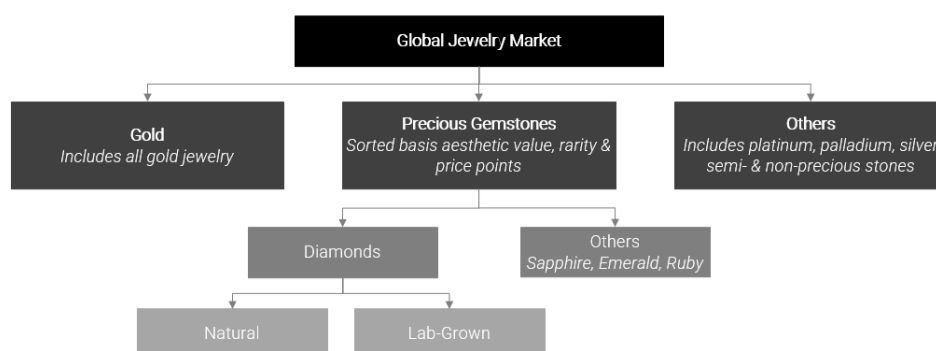 Global Jewelry Market
Gold
Includes all gold jewelry
Precious Gemstones
Sorted basis aesthetic value, rarity &
price points
Others
Includes platinum, palladium, silver
semi- & non-precious stones
Diamonds
Others
Sapphire, Emerald, Ruby
Natural
Lab-Grown